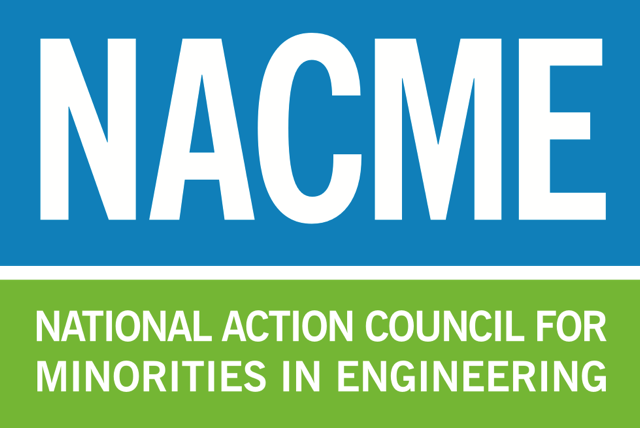 NACME
NATIONAL ACTION COUNCIL FOR
MINORITIES IN ENGINEERING